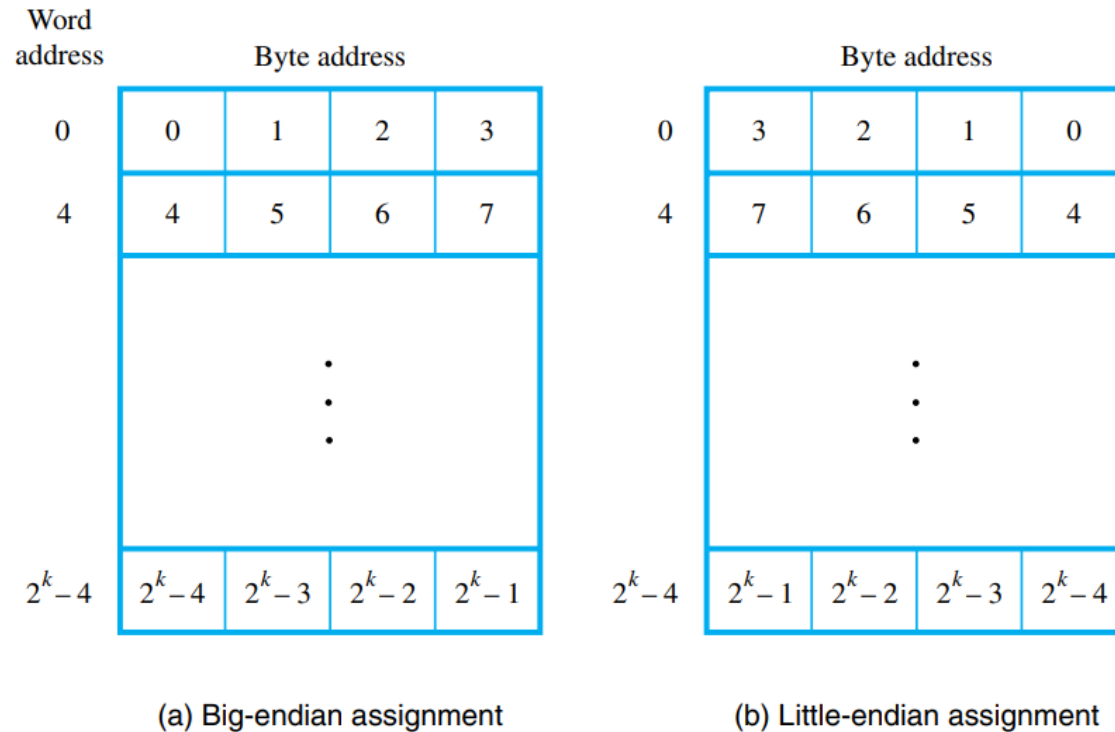 Word
address
Byte address
Byte address
0 0 1 2 3
0 3 2 1 0
4 4 5 6 7
4 7 6 5 4
2^k – 4 2^k – 4 2^k – 3 2^k – 2 2^k – 1
2^k – 4 2^k – 1 2^k – 2 2^k – 3 2^k – 4
(a) Big-endian assignment
(b) Little-endian assignment